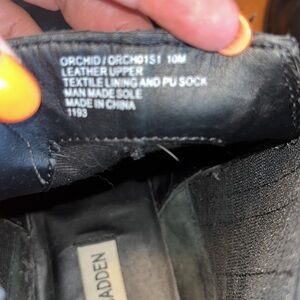 ORCHID / ORCH01S1 10M
LEATHER UPPER
TEXTILE LINING AND PU SOCK
MAN MADE SOLE
MADE IN CHINA
1193
MADDEN